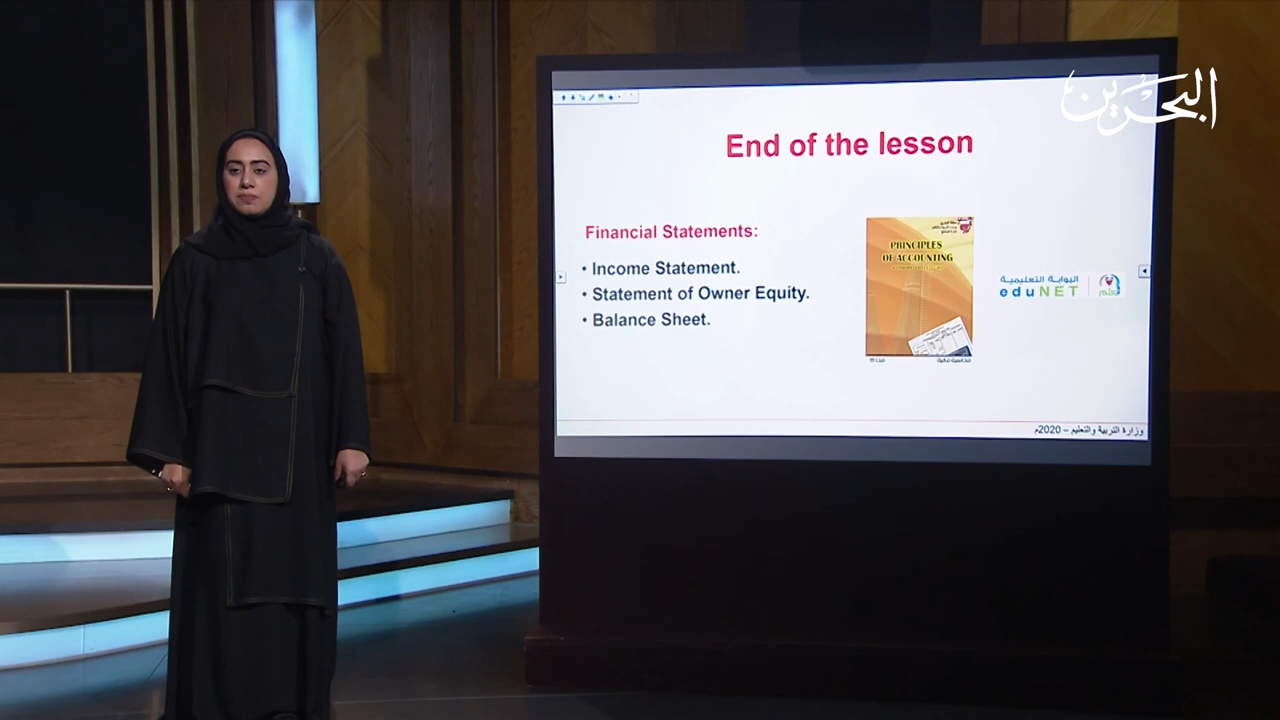 البحرين
End of the lesson
Financial Statements:
• Income Statement.
• Statement of Owner Equity.
• Balance Sheet.
PRINCIPLES
OF ACCOUNTING
البوابة التعليمية
eduNET
وزارة التربية والتعليم – 2020م